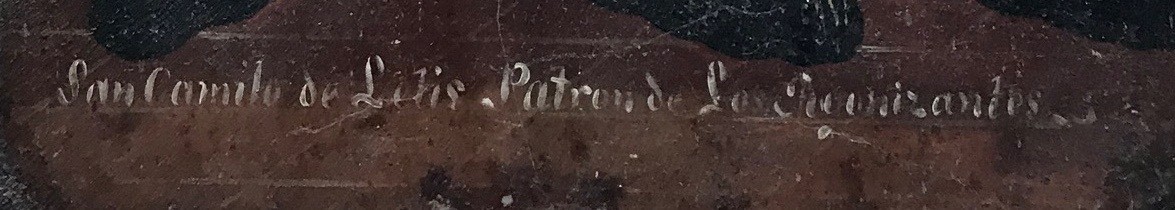 San Camilo de Lelis Patron de Los Agonizantes